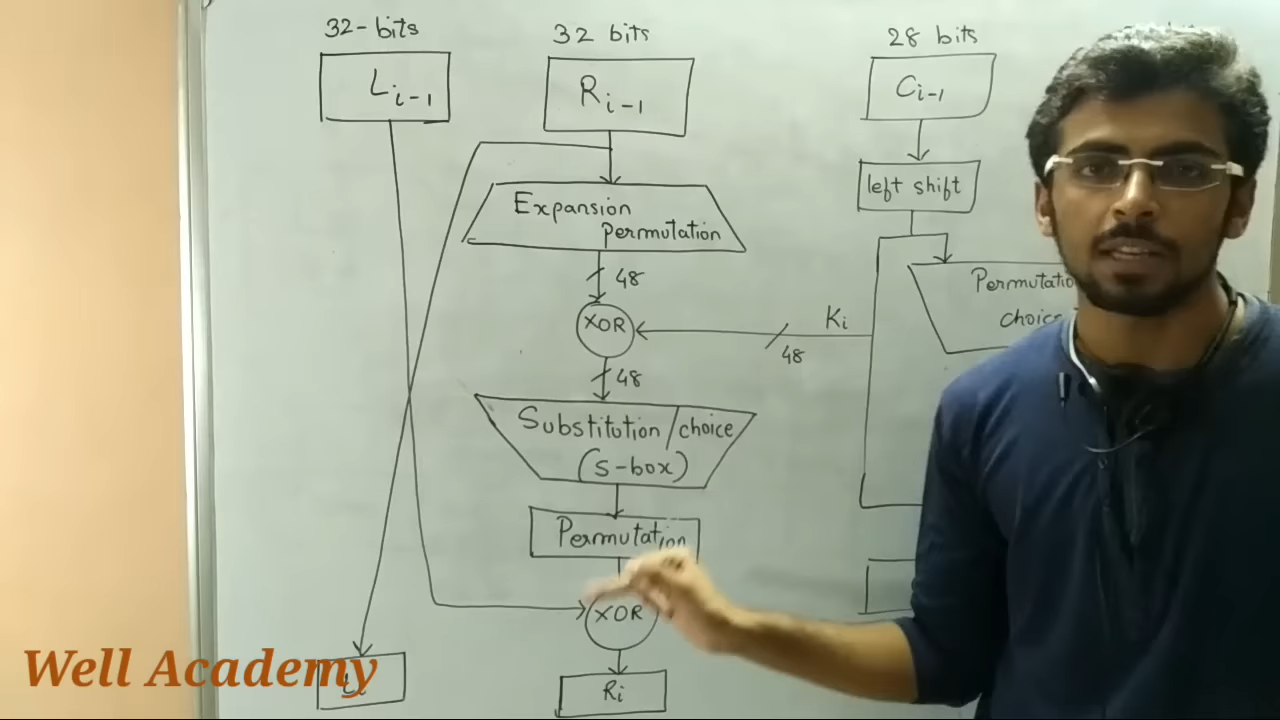 32-bits
32 bits
28 bits
Li-1
Ri-1
Ci-1
left shift
Expansion
permutation
48
XOR
Ki
48
48
Substitution/choice
(S-box)
Permutation
XOR
Ri
Well Academy